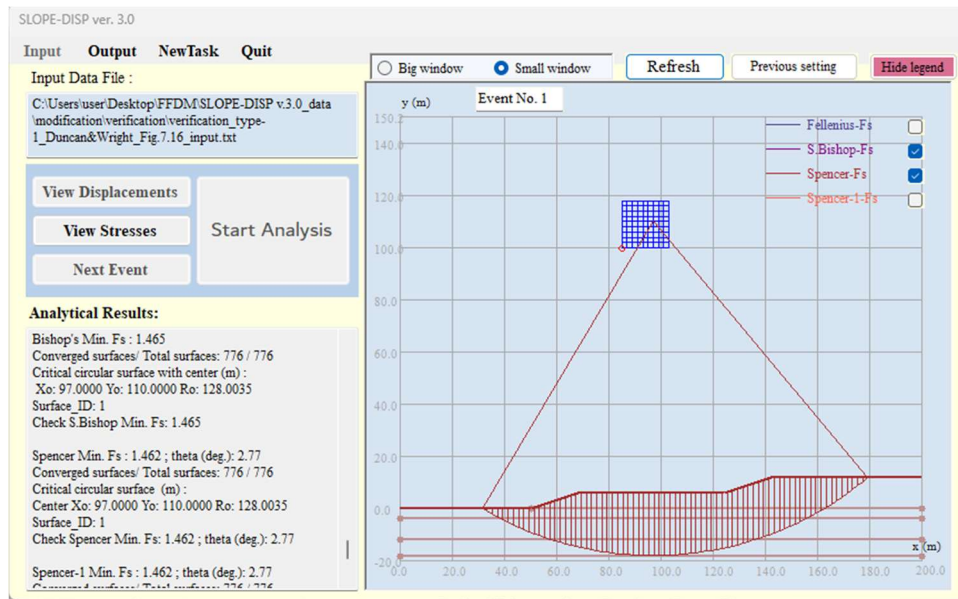 SLOPE-DISP ver. 3.0
Input Output NewTask Quit
Input Data File :
C:\Users\user\Desktop\FFDM\SLOPE-DISP v.3.0_data
\modification\verification\verification_type-
1_Duncan&Wright_Fig.7.16_input.txt
View Displacements
View Stresses
Next Event
Start Analysis
Analytical Results:
Bishop's Min. Fs : 1.465
Converged surfaces/ Total surfaces: 776 / 776
Critical circular surface with center (m) :
Xo: 97.0000 Yo: 110.0000 Ro: 128.0035
Surface_ID: 1
Check S.Bishop Min. Fs: 1.465
Spencer Min. Fs : 1.462 ; theta (deg.): 2.77
Converged surfaces/ Total surfaces: 776 / 776
Critical circular surface (m) :
Center Xo: 97.0000 Yo: 110.0000 Ro: 128.0035
Surface_ID: 1
Check Spencer Min. Fs: 1.462 ; theta (deg.): 2.77
Spencer-1 Min. Fs : 1.462 ; theta (deg.): 2.77
Converged surfaces/ Total surfaces: 776 / 776
Big window Small window Refresh Previous setting Hide legend
y (m) Event No. 1
150.2
140.0
120.0
100.0
80.0
60.0
40.0
20.0
0.0
-20.0
Fellenius-Fs
S.Bishop-Fs
Spencer-Fs
Spencer-1-Fs
x (m)
0.0 20.0 40.0 60.0 80.0 100.0 120.0 140.0 160.0 180.0 200.0